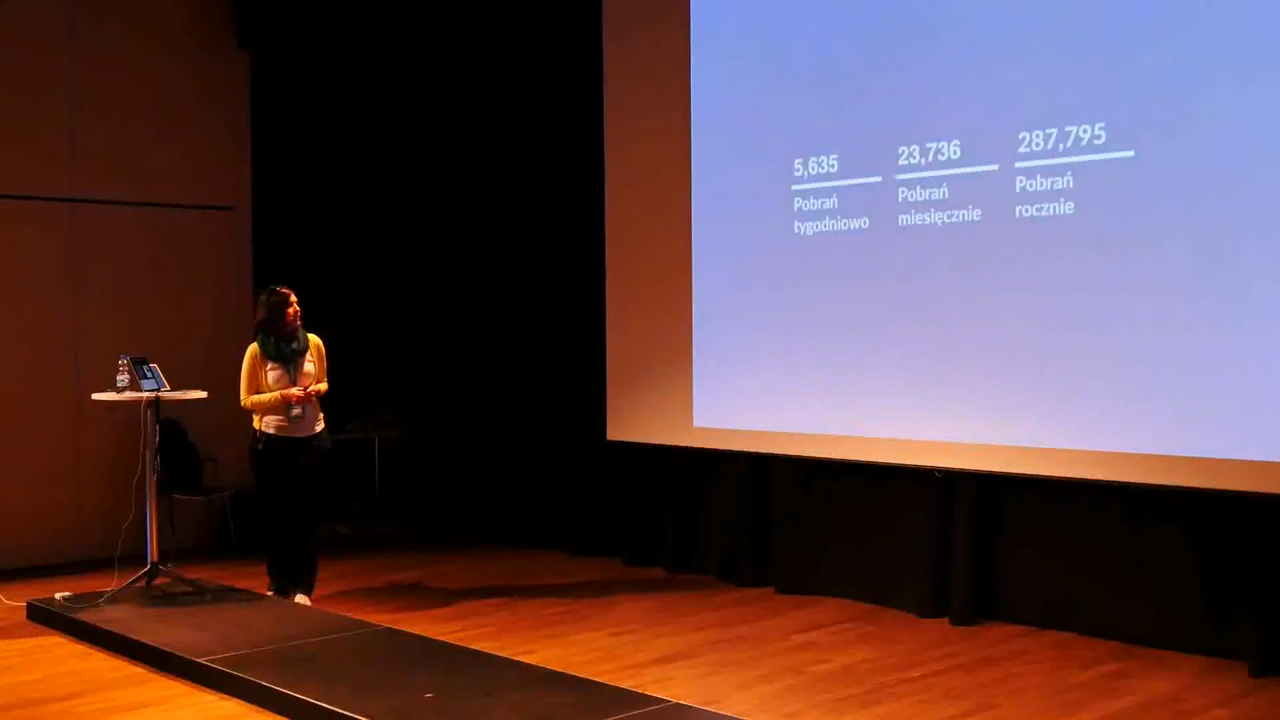 5,635
Pobrań
tygodniowo
23,736
Pobrań
miesięcznie
287,795
Pobrań
rocznie